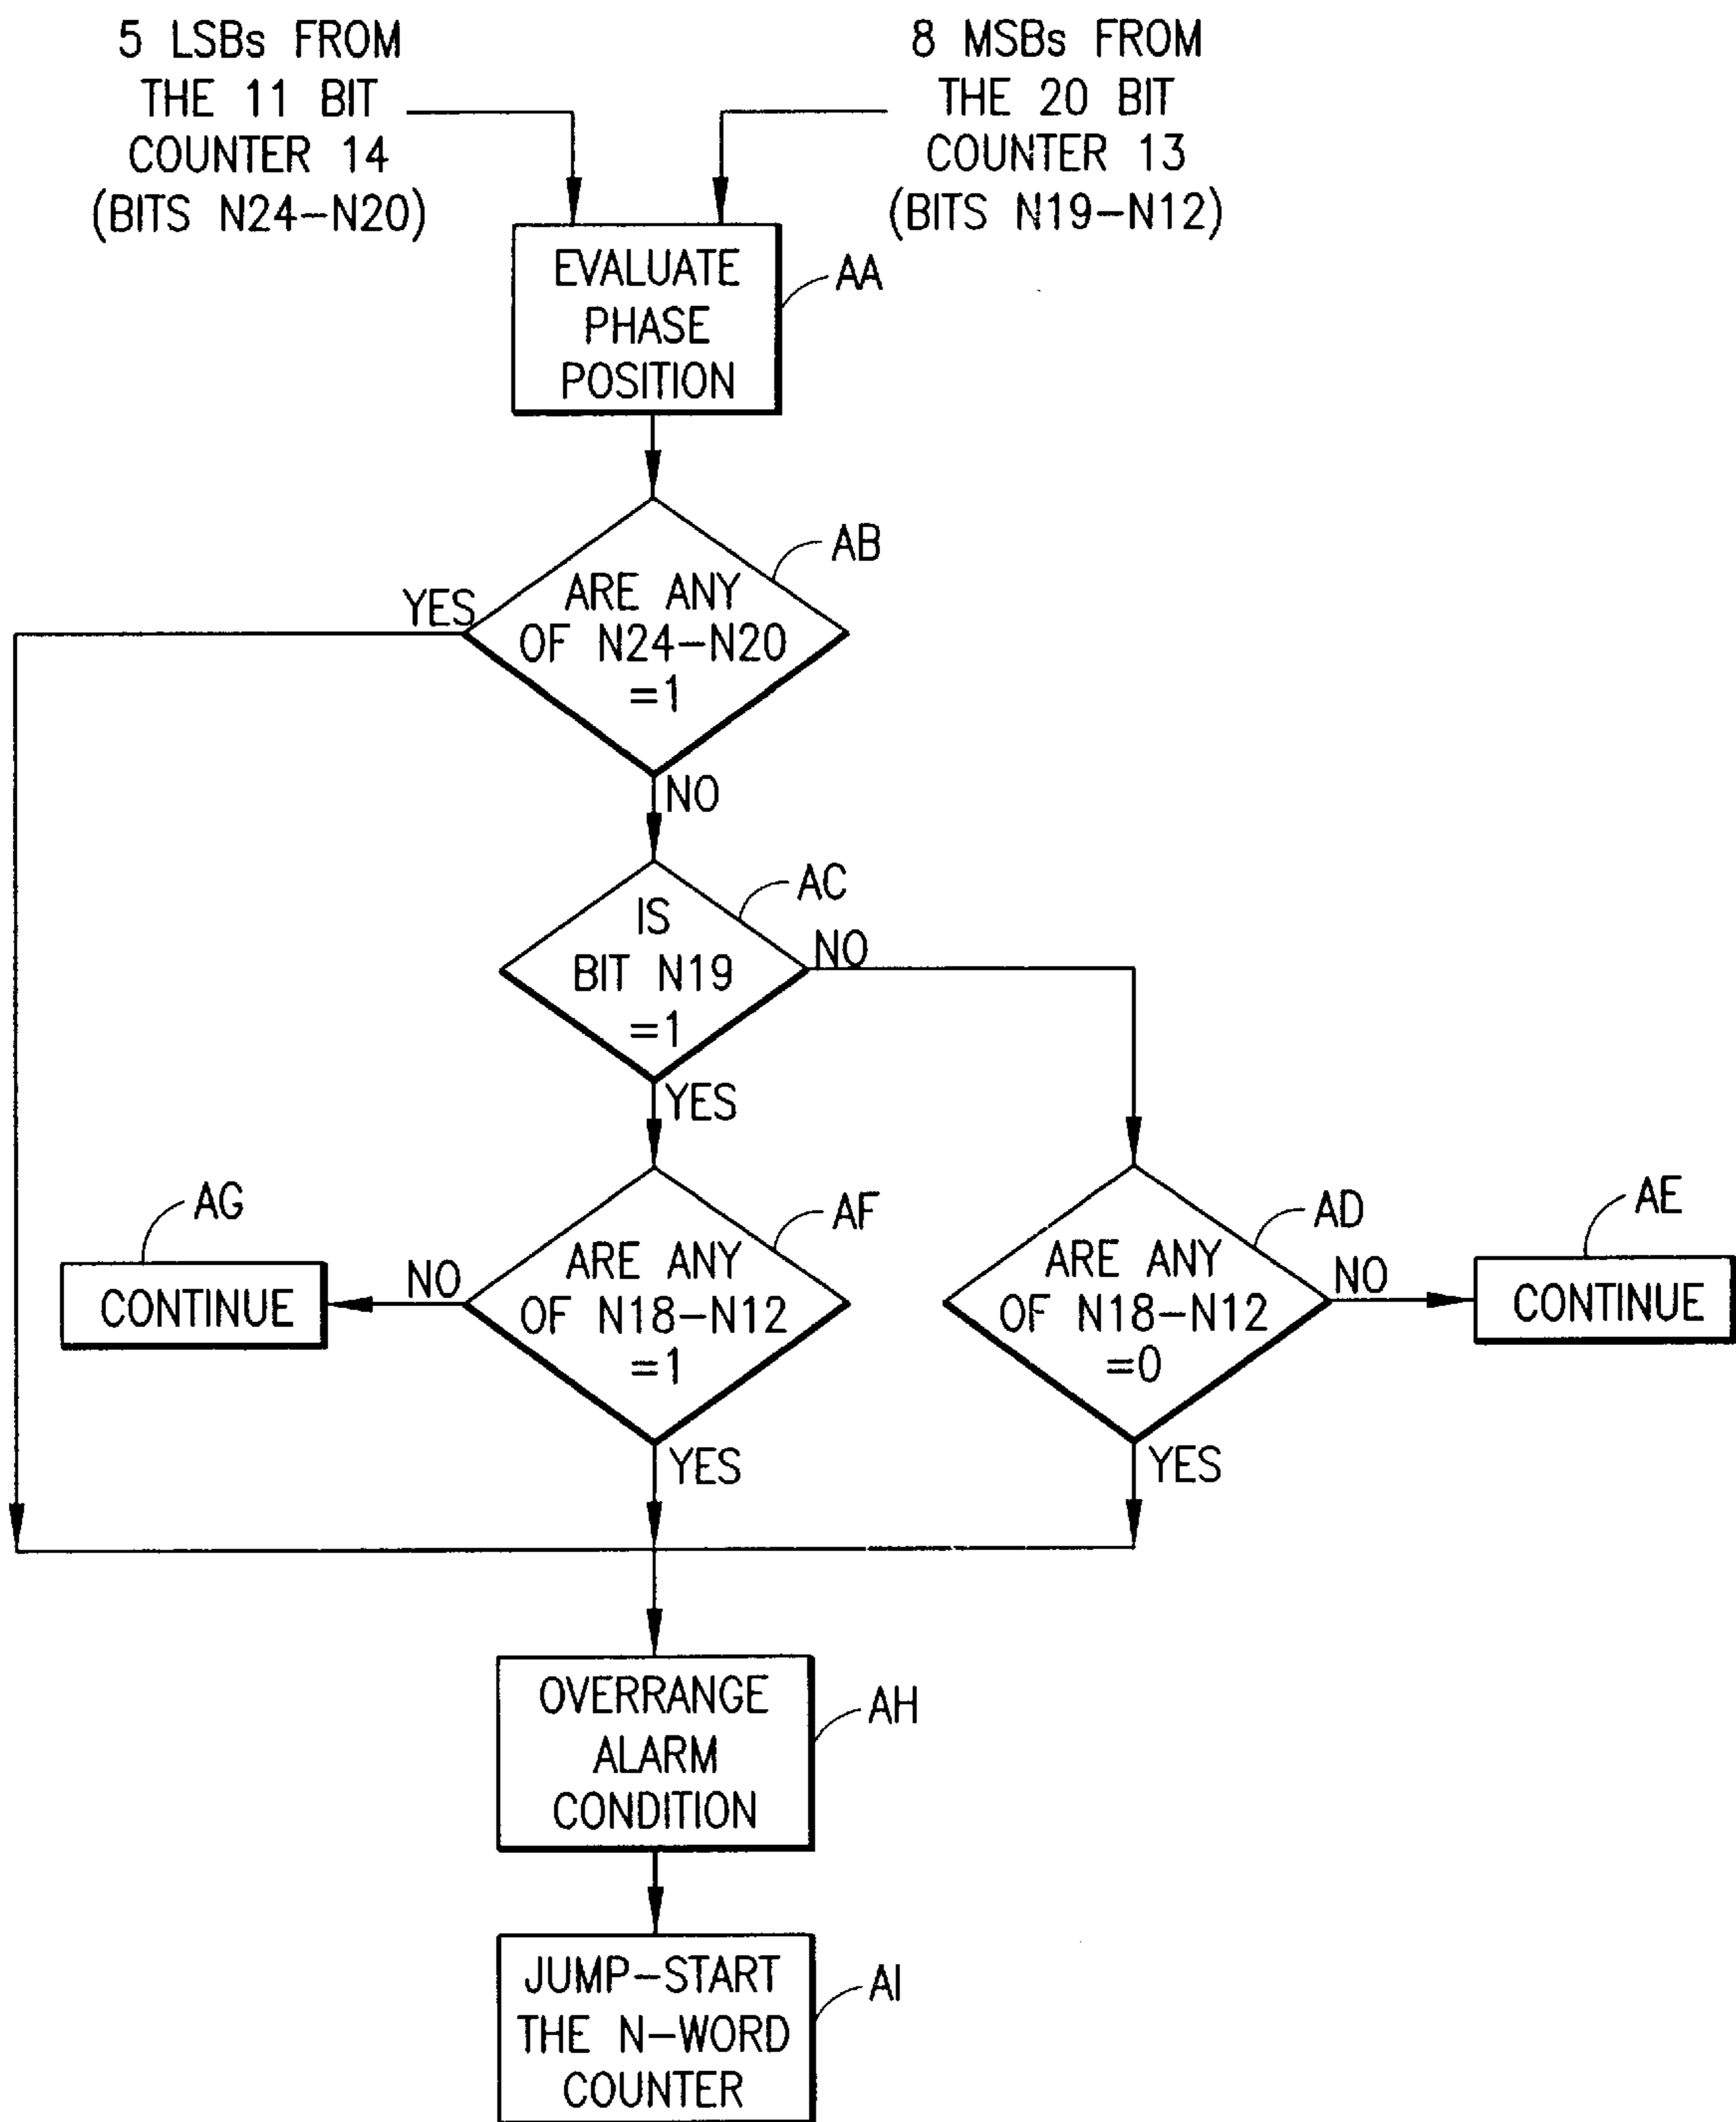 5 LSBs FROM
THE 11 BIT
COUNTER 14
(BITS N24-N20)
8 MSBs FROM
THE 20 BIT
COUNTER 13
(BITS N19-N12)
EVALUATE
PHASE
POSITION
AA
AB
ARE ANY
OF N24-N20
=1
YES
NO
AC
IS
BIT N19
=1
NO
YES
AG
CONTINUE
NO
AF
ARE ANY
OF N18-N12
=1
YES
AD
ARE ANY
OF N18-N12
=0
NO
YES
AE
CONTINUE
OVERRANGE
ALARM
CONDITION
AH
JUMP-START
THE N-WORD
COUNTER
AI